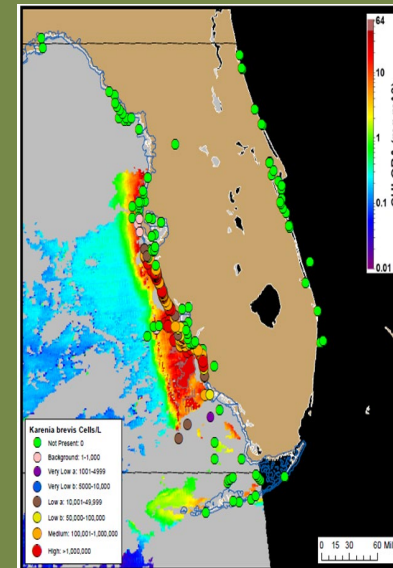 64
10
1
0.1
0.01
Karenia brevis Cells/L
Not Present: 0
Background: 1-1,000
Very Low a: 1001-4999
Very Low b: 5000-10,000
Low a: 10,001-49,999
Low b: 50,000-100,000
Medium: 100,001-1,000,000
High: >1,000,000
0 15 30 60 Mil